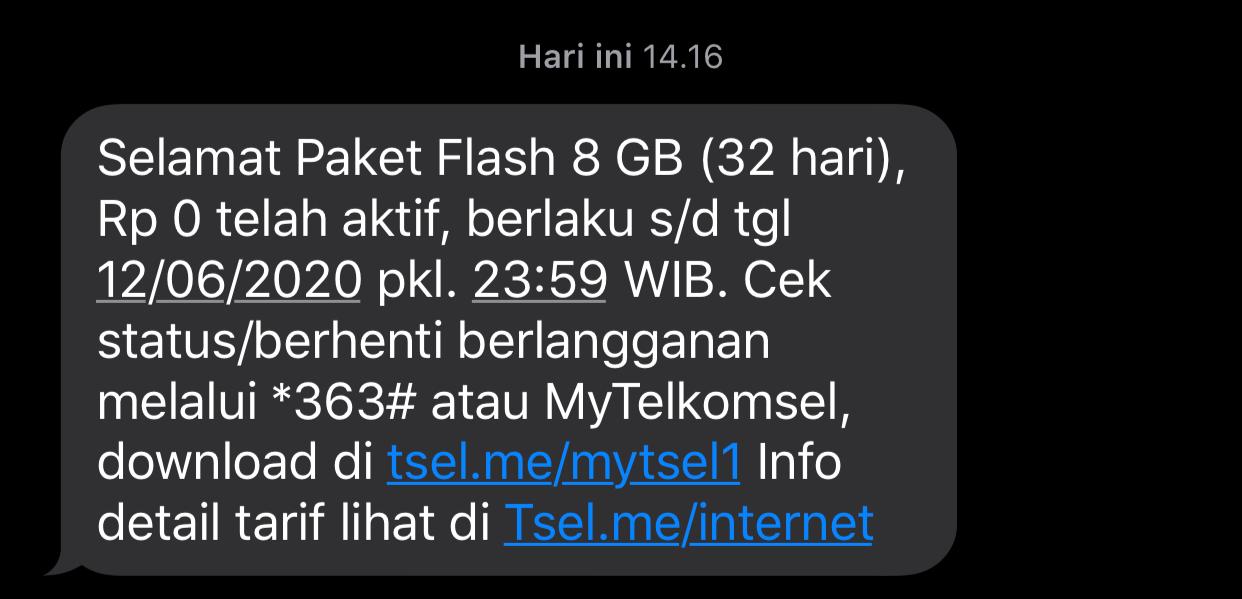 Hari ini 14.16
Selamat Paket Flash 8 GB (32 hari),
Rp 0 telah aktif, berlaku s/d tgl
12/06/2020 pkl. 23:59 WIB. Cek
status/berhenti berlangganan
melalui *363# atau MyTelkomsel,
download di tsel.me/mytsel1 Info
detail tarif lihat di Tsel.me/internet